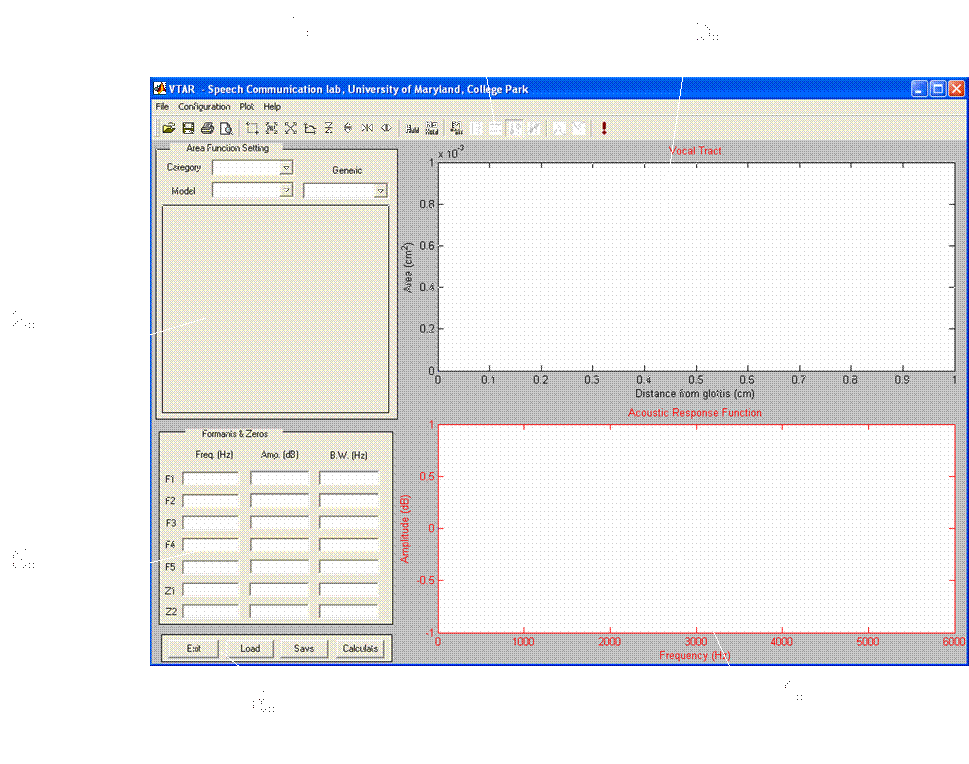 VTAR - Speech Communication lab, University of Maryland, College Park
File Configuration Plot Help
Area Function Setting
Category
Generic
Model
Vocal Tract
x 10^-3
1
0.8
0.6
0.4
0.2
0
Area (cm²)
0 0.1 0.2 0.3 0.4 0.5 0.6 0.7 0.8 0.9 1
Distance from glottis (cm)
Formants & Zeros
Freq. (Hz) Amp. (dB) B.W. (Hz)
F1
F2
F3
F4
F5
Z1
Z2
Exit Load Save Calculate
Acoustic Response Function
1
0.5
0
-0.5
-1
Amplitude (dB)
0 1000 2000 3000 4000 5000 6000
Frequency (Hz)